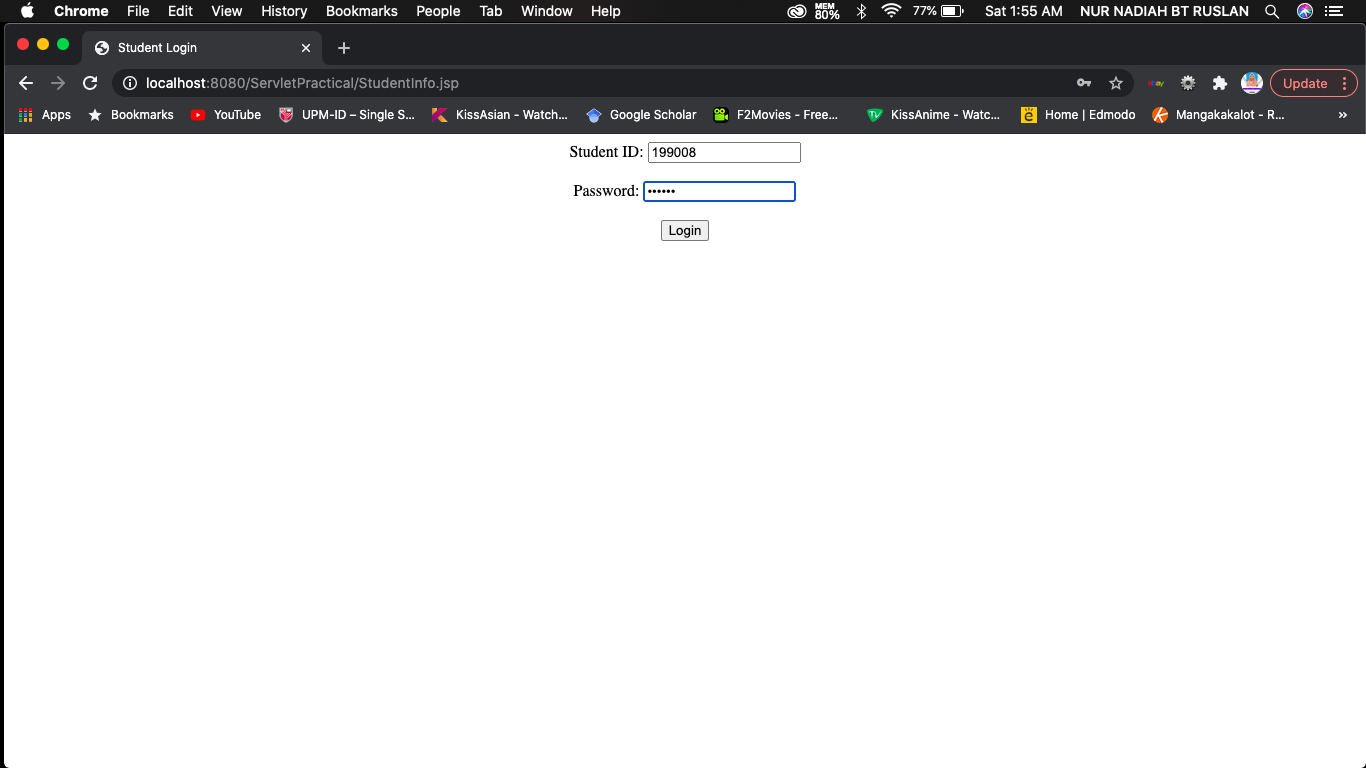 Chrome File Edit View History Bookmarks People Tab Window Help MEM 80% 77% Sat 1:55 AM NUR NADIAH BT RUSLAN
Student Login
localhost:8080/ServletPractical/StudentInfo.jsp ebay Update
Apps Bookmarks YouTube UPM-ID – Single S... KissAsian - Watch... Google Scholar F2Movies - Free... TV KissAnime - Watc... é Home | Edmodo Mangakakalot - R... »
Student ID: 199008
Password: ••••••
Login